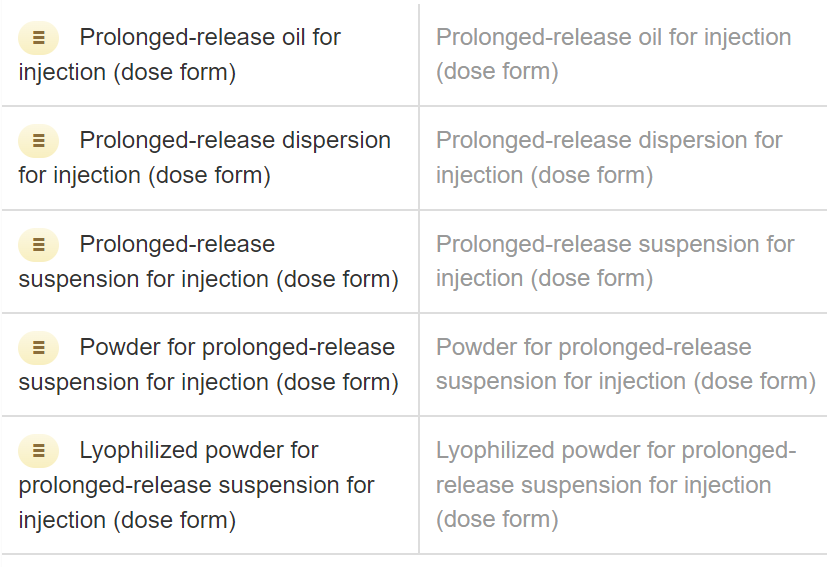 Prolonged-release oil for
injection (dose form)
Prolonged-release oil for injection
(dose form)
Prolonged-release dispersion
for injection (dose form)
Prolonged-release dispersion for
injection (dose form)
Prolonged-release
suspension for injection (dose form)
Prolonged-release suspension for
injection (dose form)
Powder for prolonged-release
suspension for injection (dose form)
Powder for prolonged-release
suspension for injection (dose form)
Lyophilized powder for
prolonged-release suspension for
injection (dose form)
Lyophilized powder for prolonged-
release suspension for injection
(dose form)